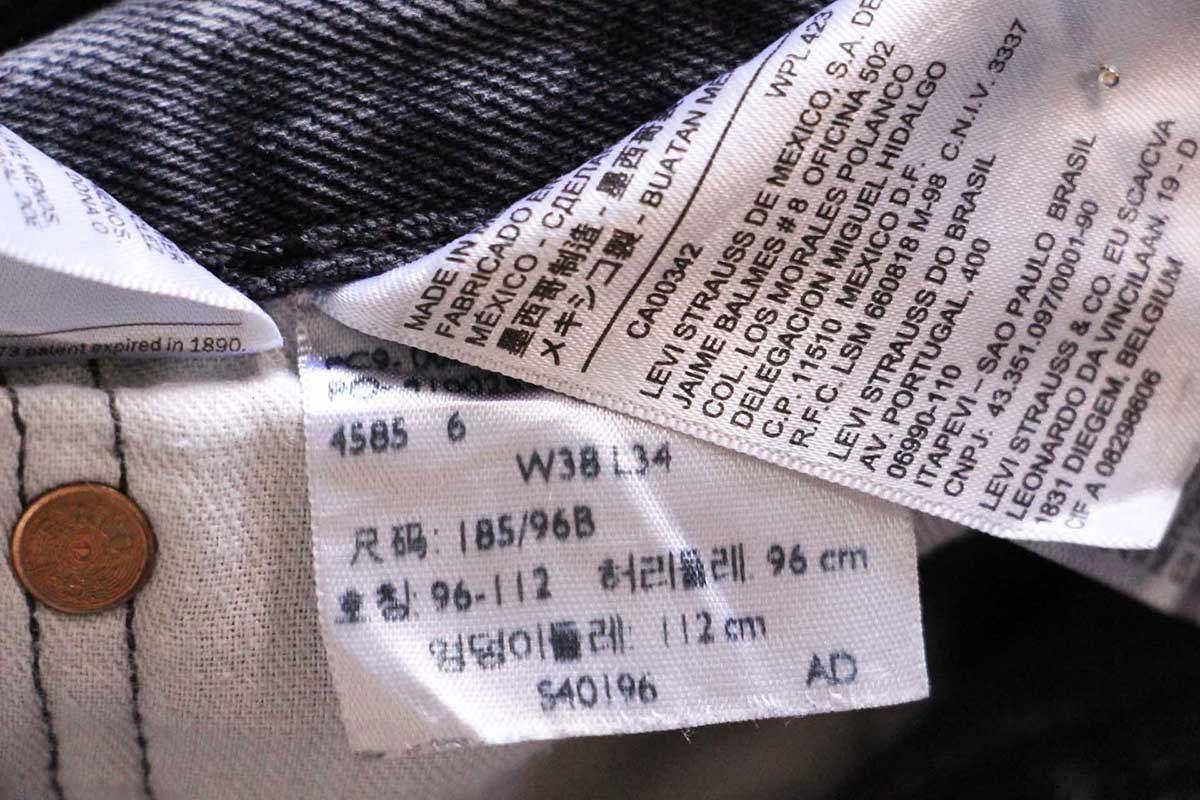 73 patent expired in 1890.
4585 6
W38 L34
尺码: 185/96B
호칭: 96-112 허리둘레 96 cm
엉덩이둘레: 112 cm
S40196 AD
WPL 423
MADE IN
FABRICADO
MÉXICO - СДЕЛА
墨西哥制造 - 墨西哥
メキシコ製 - BUATAN ME
CA00342
LEVI STRAUSS DE MEXICO, S.A. DE
JAIME BALMES # 8 OFICINA 502
COL. LOS MORALES POLANCO
DELEGACION MIGUEL HIDALGO
C.P. 11510 MEXICO D.F.
R.F.C. LSM 660818 M-98 C.N.I.V. 3337
LEVI STRAUSS DO BRASIL
AV. PORTUGAL, 400
06990-110
ITAPEVI – SAO PAULO BRASIL
CNPJ: 43.351.097/0001-90
LEVI STRAUSS & CO. EU SCA/CVA
LEONARDO DA VINCILAAN, 19 - D
1831 DIEGEM, BELGIUM
CIF A 08298606